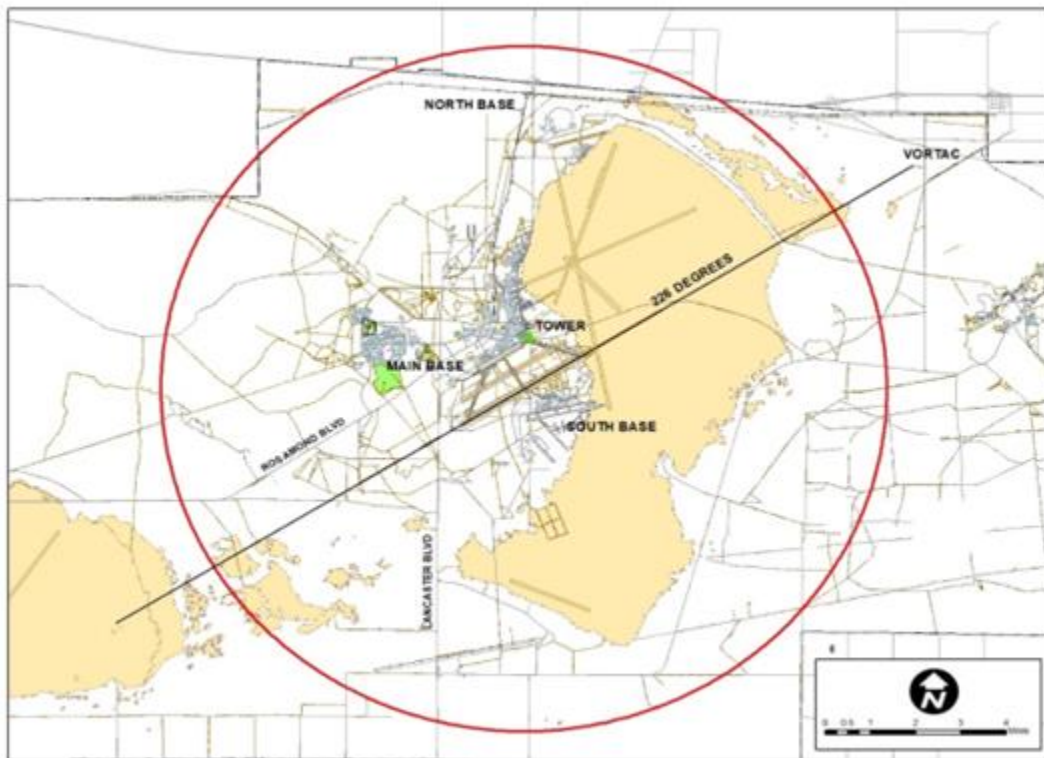 NORTH BASE
VORTAC
226 DEGREES
TOWER
MAIN BASE
SOUTH BASE
ROSAMOND BLVD
LANCASTER BLVD
N
0 0.5 1 2 3 4
Miles